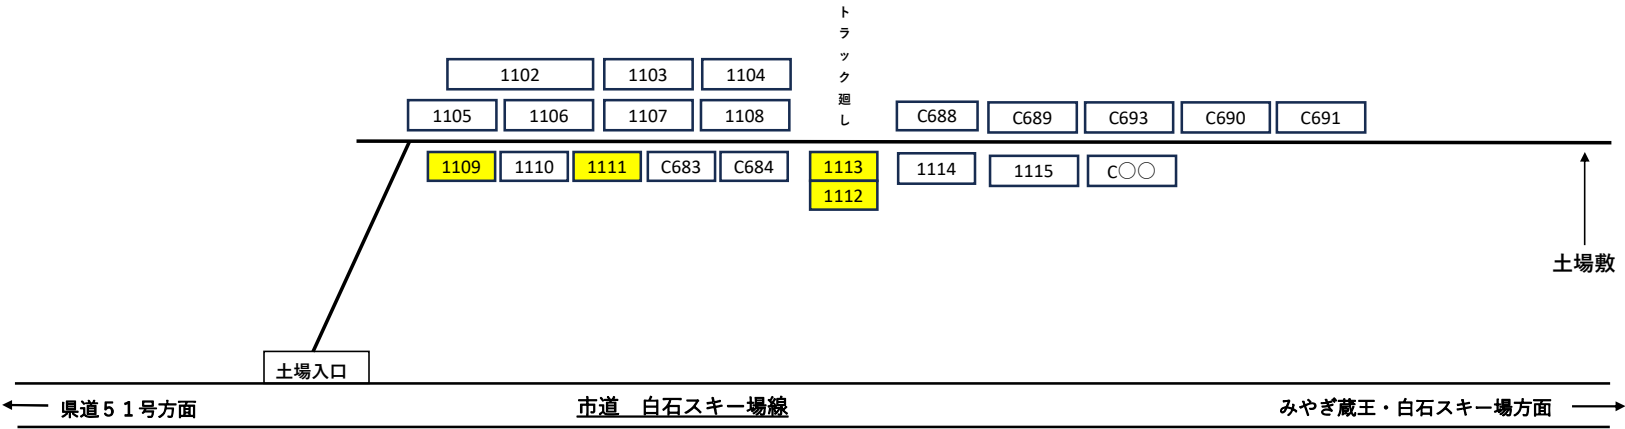 トラック廻し
1102 1103 1104
1105 1106 1107 1108 C688 C689 C693 C690 C691
1109 1110 1111 C683 C684 1113 1114 1115 C〇〇
1112
土場敷
土場入口
県道５１号方面 市道　白石スキー場線 みやぎ蔵王・白石スキー場方面